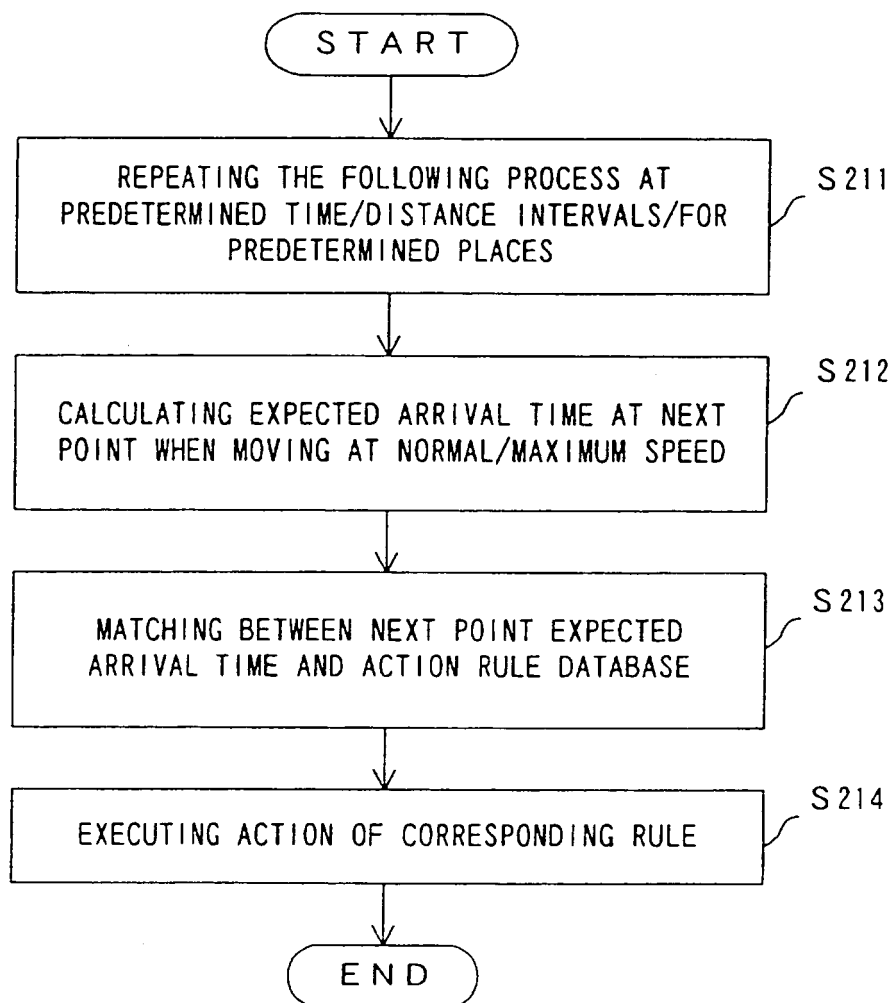 START
REPEATING THE FOLLOWING PROCESS AT
PREDETERMINED TIME/DISTANCE INTERVALS/FOR
PREDETERMINED PLACES
S211
CALCULATING EXPECTED ARRIVAL TIME AT NEXT
POINT WHEN MOVING AT NORMAL/MAXIMUM SPEED
S212
MATCHING BETWEEN NEXT POINT EXPECTED
ARRIVAL TIME AND ACTION RULE DATABASE
S213
EXECUTING ACTION OF CORRESPONDING RULE
S214
END